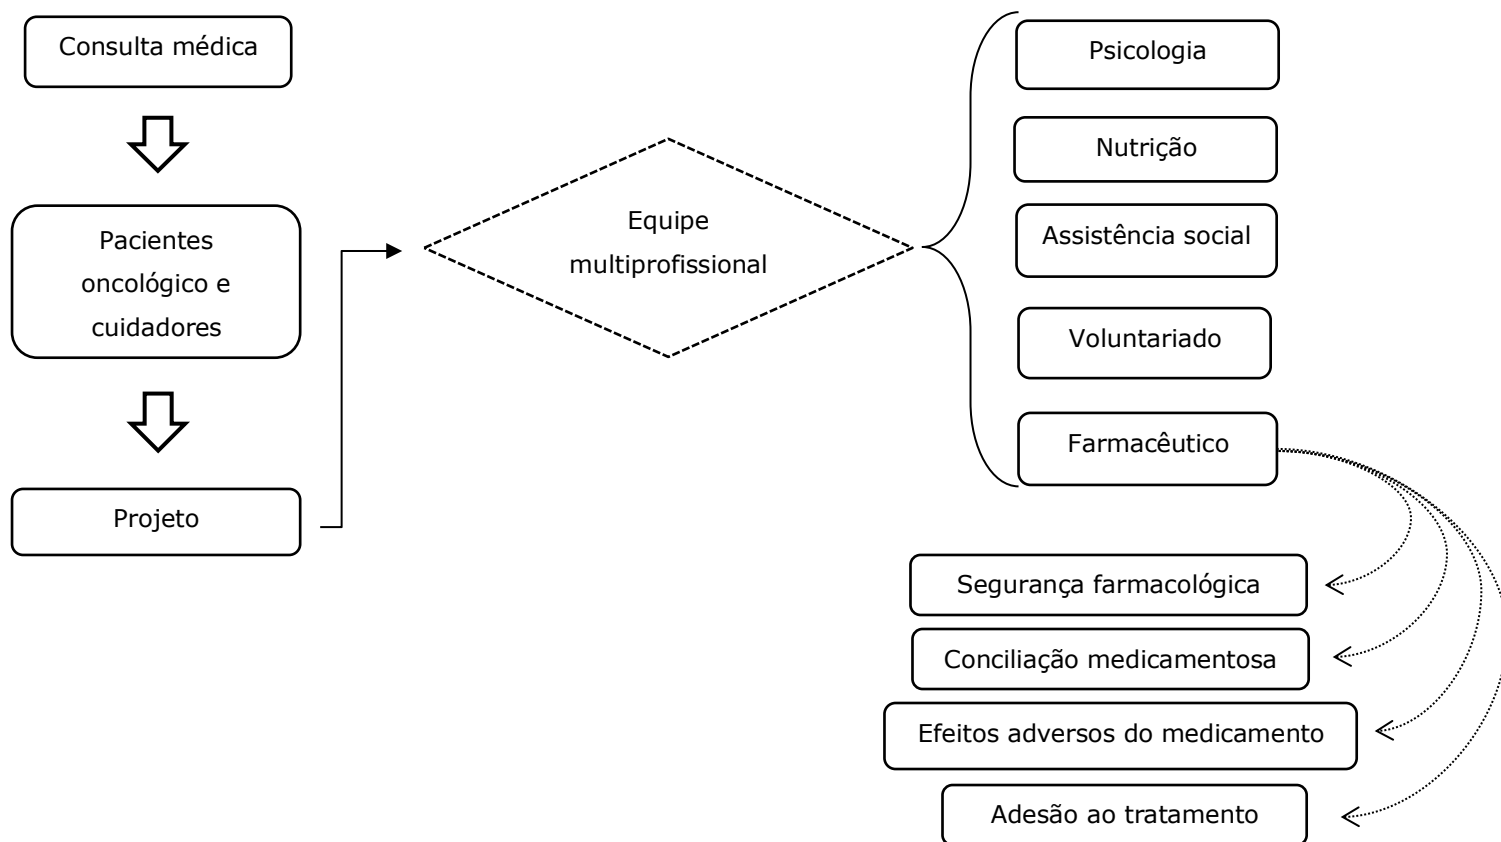 Consulta médica
Pacientes
oncológico e
cuidadores
Projeto
Equipe
multiprofissional
Psicologia
Nutrição
Assistência social
Voluntariado
Farmacêutico
Segurança farmacológica
Conciliação medicamentosa
Efeitos adversos do medicamento
Adesão ao tratamento